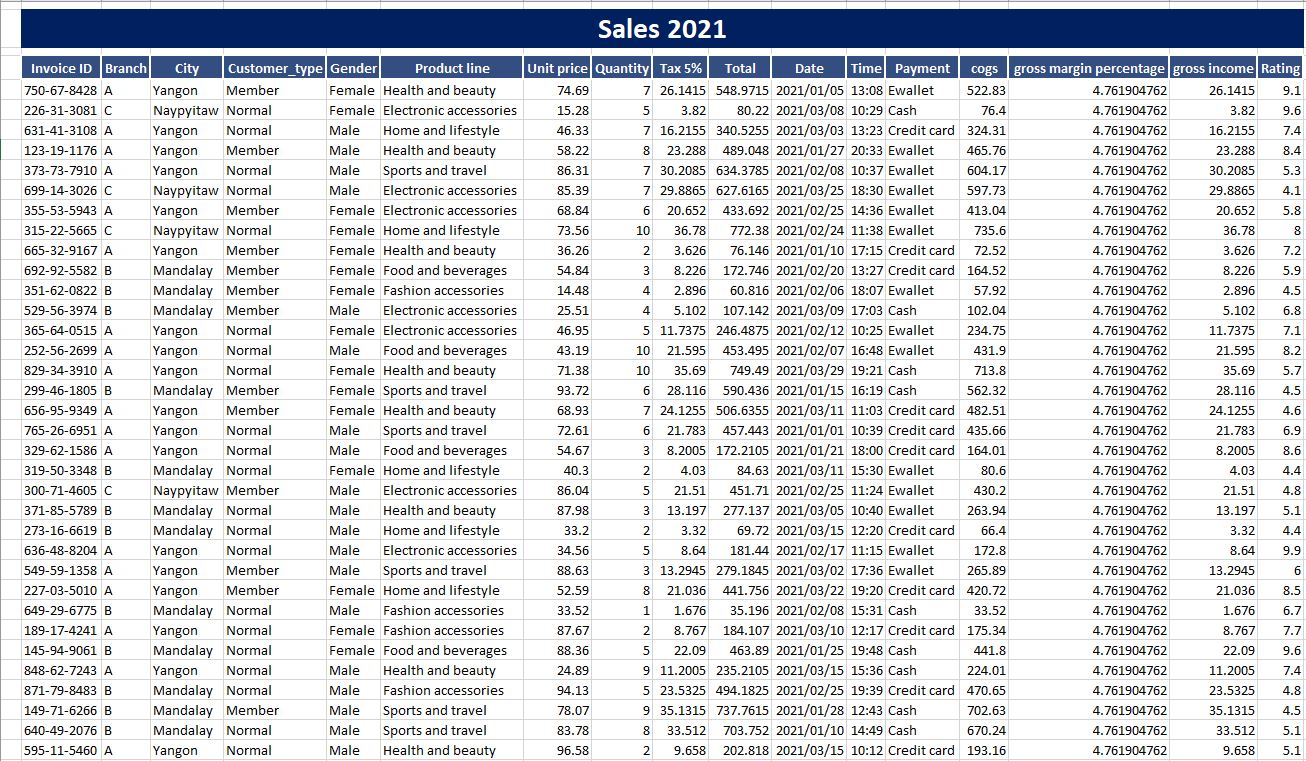 Sales 2021
Invoice ID Branch City Customer_type Gender Product line Unit price Quantity Tax 5% Total Date Time Payment cogs gross margin percentage gross income Rating
750-67-8428 A Yangon Member Female Health and beauty 74.69 7 26.1415 548.9715 2021/01/05 13:08 Ewallet 522.83 4.761904762 26.1415 9.1
226-31-3081 C Naypyitaw Normal Female Electronic accessories 15.28 5 3.82 80.22 2021/03/08 10:29 Cash 76.4 4.761904762 3.82 9.6
631-41-3108 A Yangon Normal Male Home and lifestyle 46.33 7 16.2155 340.5255 2021/03/03 13:23 Credit card 324.31 4.761904762 16.2155 7.4
123-19-1176 A Yangon Member Male Health and beauty 58.22 8 23.288 489.048 2021/01/27 20:33 Ewallet 465.76 4.761904762 23.288 8.4
373-73-7910 A Yangon Normal Male Sports and travel 86.31 7 30.2085 634.3785 2021/02/08 10:37 Ewallet 604.17 4.761904762 30.2085 5.3
699-14-3026 C Naypyitaw Normal Male Electronic accessories 85.39 7 29.8865 627.6165 2021/03/25 18:30 Ewallet 597.73 4.761904762 29.8865 4.1
355-53-5943 A Yangon Member Female Electronic accessories 68.84 6 20.652 433.692 2021/02/25 14:36 Ewallet 413.04 4.761904762 20.652 5.8
315-22-5665 C Naypyitaw Normal Female Home and lifestyle 73.56 10 36.78 772.38 2021/02/24 11:38 Ewallet 735.6 4.761904762 36.78 8
665-32-9167 A Yangon Member Female Health and beauty 36.26 2 3.626 76.146 2021/01/10 17:15 Credit card 72.52 4.761904762 3.626 7.2
692-92-5582 B Mandalay Member Female Food and beverages 54.84 3 8.226 172.746 2021/02/20 13:27 Credit card 164.52 4.761904762 8.226 5.9
351-62-0822 B Mandalay Member Female Fashion accessories 14.48 4 2.896 60.816 2021/02/06 18:07 Ewallet 57.92 4.761904762 2.896 4.5
529-56-3974 B Mandalay Member Male Electronic accessories 25.51 4 5.102 107.142 2021/03/09 17:03 Cash 102.04 4.761904762 5.102 6.8
365-64-0515 A Yangon Normal Female Electronic accessories 46.95 5 11.7375 246.4875 2021/02/12 10:25 Ewallet 234.75 4.761904762 11.7375 7.1
252-56-2699 A Yangon Normal Male Food and beverages 43.19 10 21.595 453.495 2021/02/07 16:48 Ewallet 431.9 4.761904762 21.595 8.2
829-34-3910 A Yangon Normal Female Health and beauty 71.38 10 35.69 749.49 2021/03/29 19:21 Cash 713.8 4.761904762 35.69 5.7
299-46-1805 B Mandalay Member Female Sports and travel 93.72 6 28.116 590.436 2021/01/15 16:19 Cash 562.32 4.761904762 28.116 4.5
656-95-9349 A Yangon Member Female Health and beauty 68.93 7 24.1255 506.6355 2021/03/11 11:03 Credit card 482.51 4.761904762 24.1255 4.6
765-26-6951 A Yangon Normal Male Sports and travel 72.61 6 21.783 457.443 2021/01/01 10:39 Credit card 435.66 4.761904762 21.783 6.9
329-62-1586 A Yangon Normal Male Food and beverages 54.67 3 8.2005 172.2105 2021/01/21 18:00 Credit card 164.01 4.761904762 8.2005 8.6
319-50-3348 B Mandalay Normal Female Home and lifestyle 40.3 2 4.03 84.63 2021/03/11 15:30 Ewallet 80.6 4.761904762 4.03 4.4
300-71-4605 C Naypyitaw Member Male Electronic accessories 86.04 5 21.51 451.71 2021/02/25 11:24 Ewallet 430.2 4.761904762 21.51 4.8
371-85-5789 B Mandalay Normal Male Health and beauty 87.98 3 13.197 277.137 2021/03/05 10:40 Ewallet 263.94 4.761904762 13.197 5.1
273-16-6619 B Mandalay Normal Male Home and lifestyle 33.2 2 3.32 69.72 2021/03/15 12:20 Credit card 66.4 4.761904762 3.32 4.4
636-48-8204 A Yangon Normal Male Electronic accessories 34.56 5 8.64 181.44 2021/02/17 11:15 Ewallet 172.8 4.761904762 8.64 9.9
549-59-1358 A Yangon Member Male Sports and travel 88.63 3 13.2945 279.1845 2021/03/02 17:36 Ewallet 265.89 4.761904762 13.2945 6
227-03-5010 A Yangon Member Female Home and lifestyle 52.59 8 21.036 441.756 2021/03/22 19:20 Credit card 420.72 4.761904762 21.036 8.5
649-29-6775 B Mandalay Normal Male Fashion accessories 33.52 1 1.676 35.196 2021/02/08 15:31 Cash 33.52 4.761904762 1.676 6.7
189-17-4241 A Yangon Normal Female Fashion accessories 87.67 2 8.767 184.107 2021/03/10 12:17 Credit card 175.34 4.761904762 8.767 7.7
145-94-9061 B Mandalay Normal Female Food and beverages 88.36 5 22.09 463.89 2021/01/25 19:48 Cash 441.8 4.761904762 22.09 9.6
848-62-7243 A Yangon Normal Male Health and beauty 24.89 9 11.2005 235.2105 2021/03/15 15:36 Cash 224.01 4.761904762 11.2005 7.4
871-79-8483 B Mandalay Normal Male Fashion accessories 94.13 5 23.5325 494.1825 2021/02/25 19:39 Credit card 470.65 4.761904762 23.5325 4.8
149-71-6266 B Mandalay Member Male Sports and travel 78.07 9 35.1315 737.7615 2021/01/28 12:43 Cash 702.63 4.761904762 35.1315 4.5
640-49-2076 B Mandalay Normal Male Sports and travel 83.78 8 33.512 703.752 2021/01/10 14:49 Cash 670.24 4.761904762 33.512 5.1
595-11-5460 A Yangon Normal Male Health and beauty 96.58 2 9.658 202.818 2021/03/15 10:12 Credit card 193.16 4.761904762 9.658 5.1